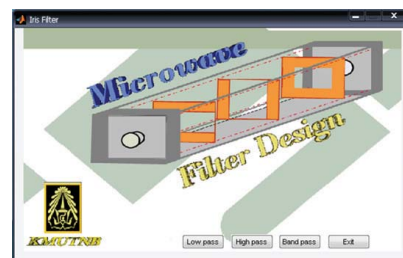 Iris Filter
Microwave
Filter Design
KMUTNB
Low pass High pass Band pass Exit